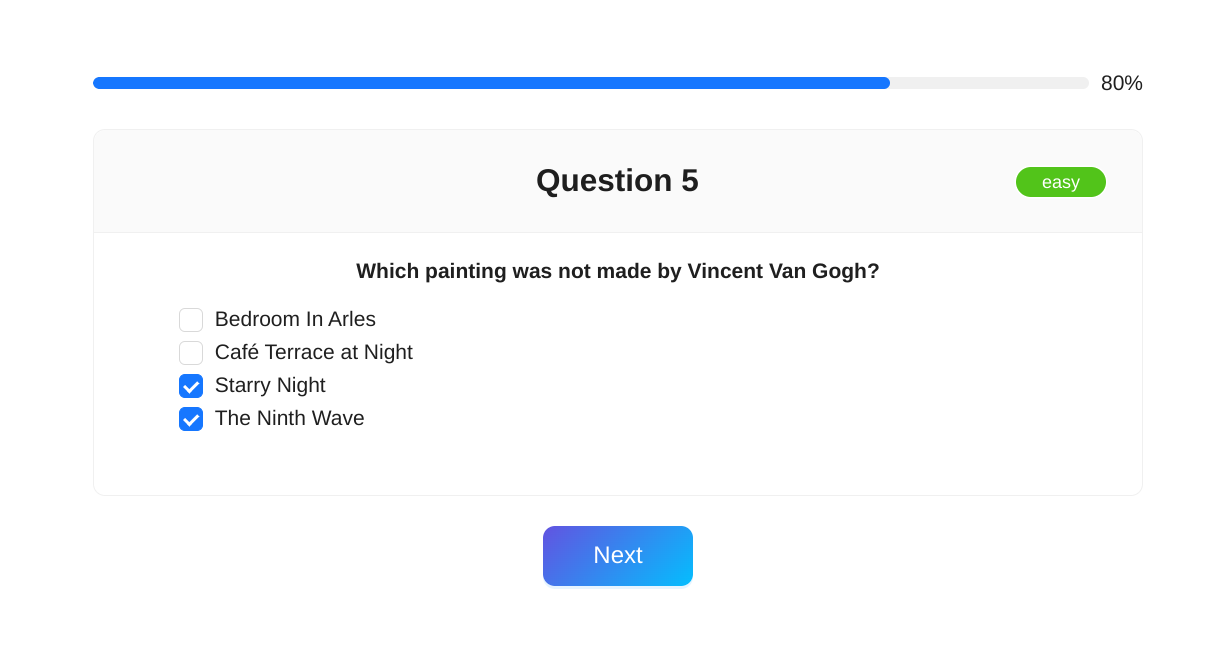 80%
Question 5
easy
Which painting was not made by Vincent Van Gogh?
Bedroom In Arles
Café Terrace at Night
Starry Night
The Ninth Wave
Next